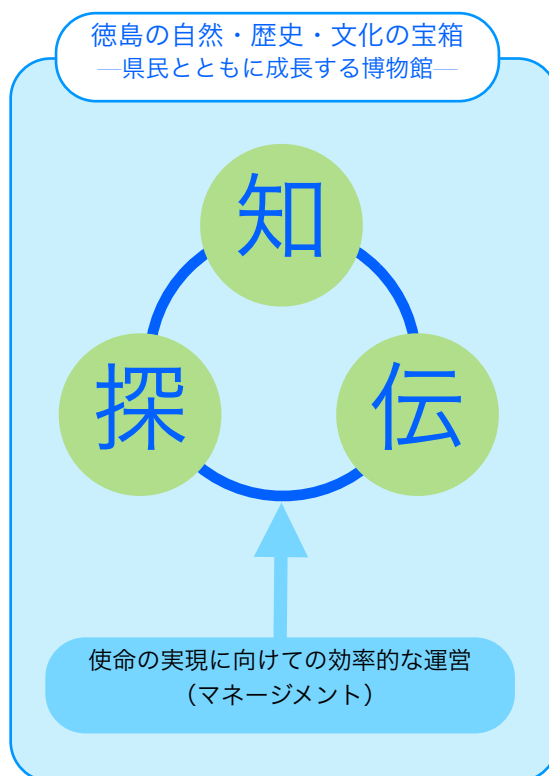 徳島の自然・歴史・文化の宝箱
―県民とともに成長する博物館―
知
探
伝
使命の実現に向けての効率的な運営
（マネージメント）